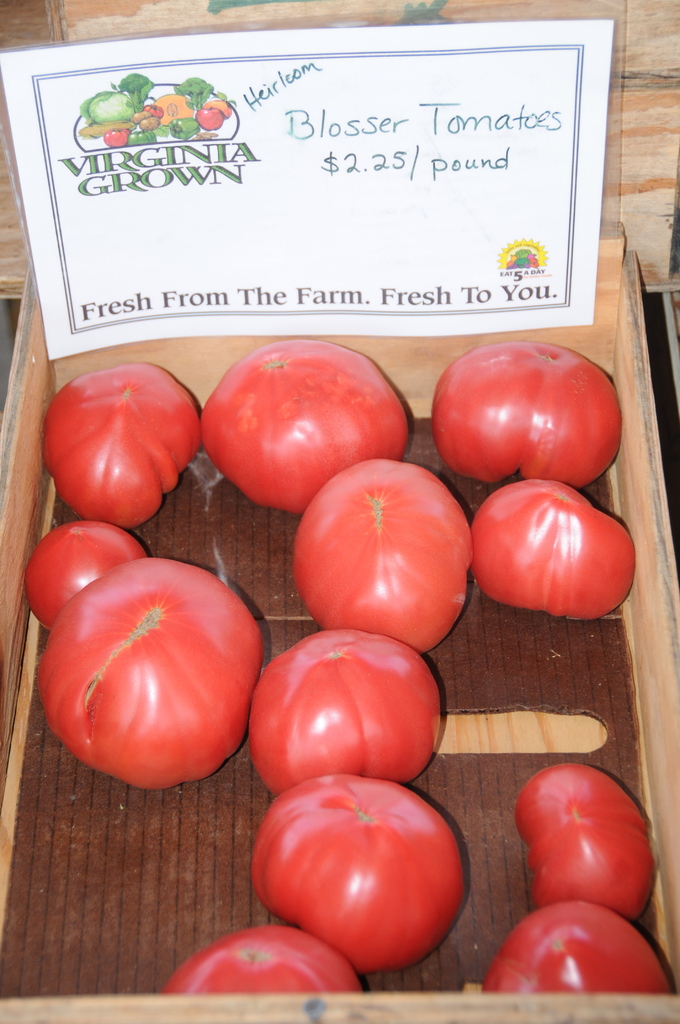 Heirloom
Blosser Tomatoes
$2.25/ pound
VIRGINIA
GROWN
EAT 5 A DAY
Fresh From The Farm. Fresh To You.